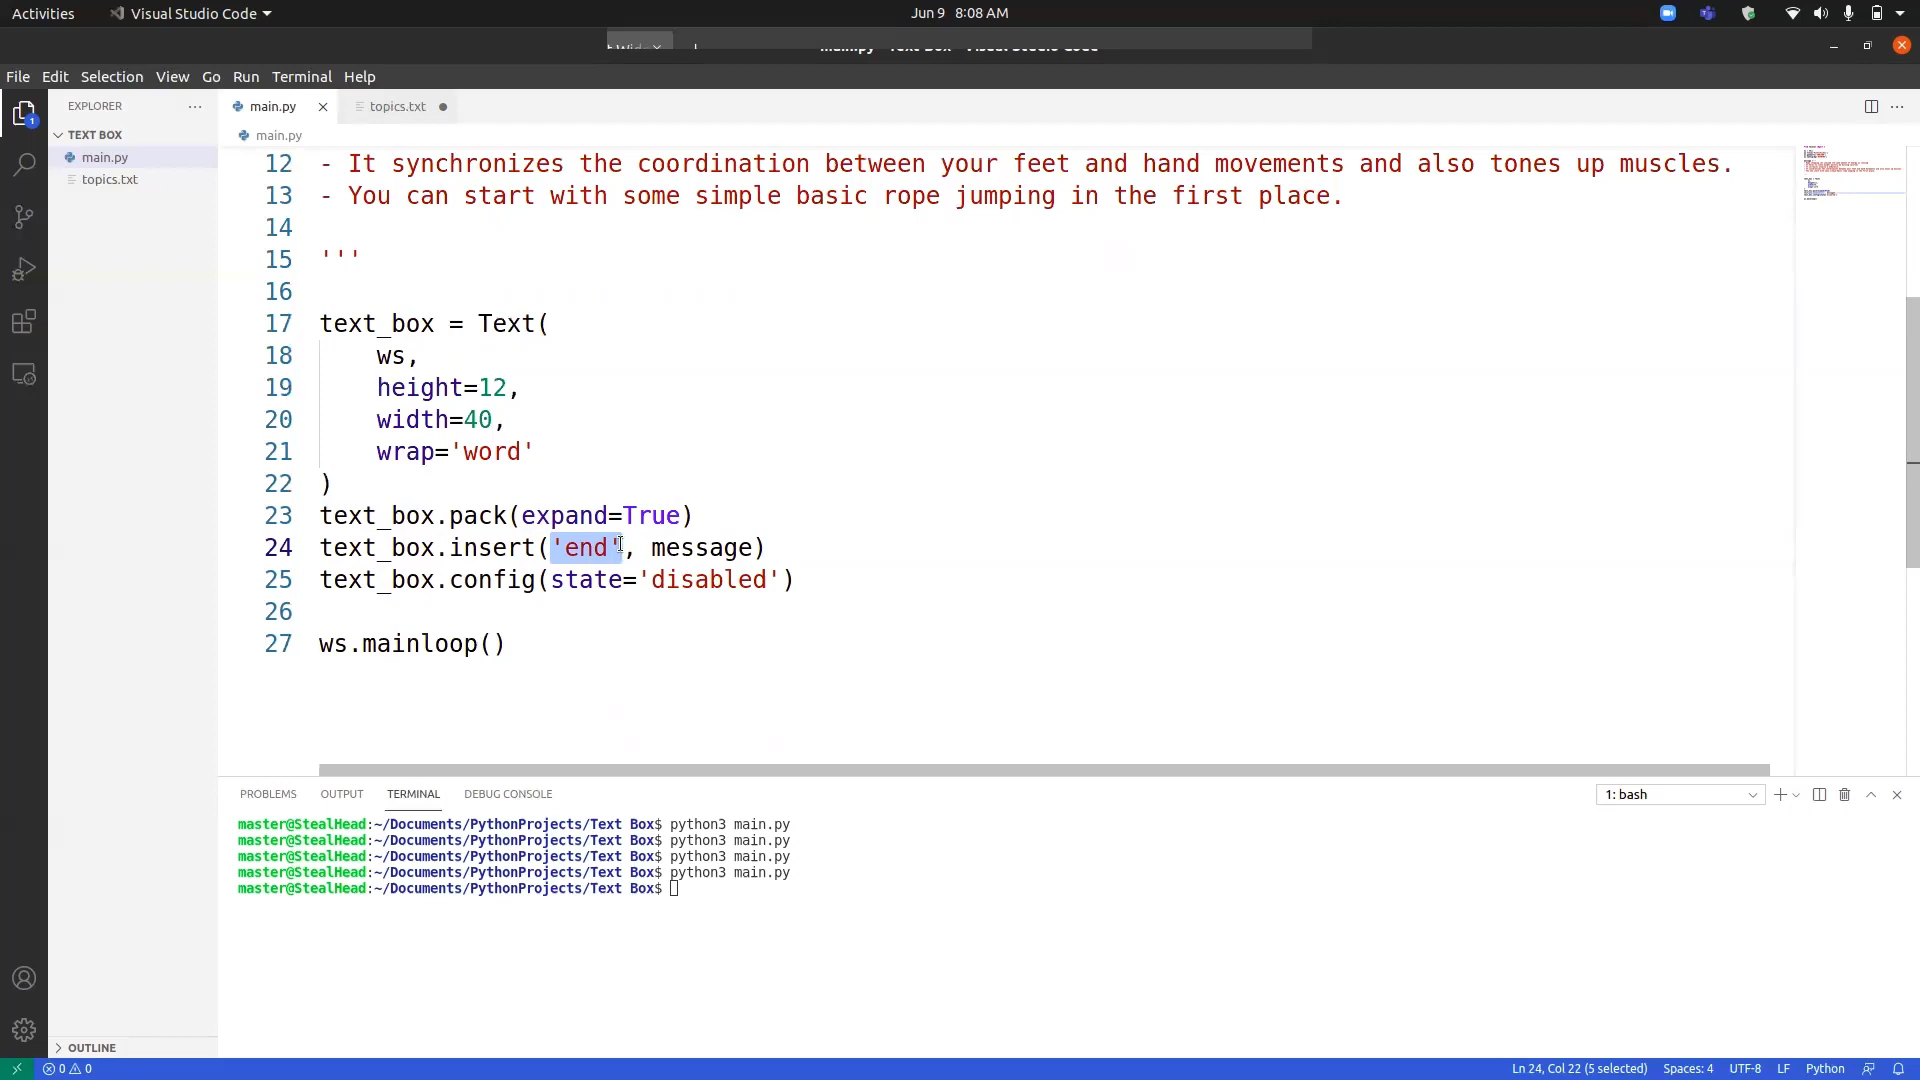 Activities Visual Studio Code Jun 9 8:08 AM
File Edit Selection View Go Run Terminal Help
EXPLORER
TEXT BOX
main.py
topics.txt
main.py topics.txt
main.py
12 - It synchronizes the coordination between your feet and hand movements and also tones up muscles.
13 - You can start with some simple basic rope jumping in the first place.
14
15 '''
16
17 text_box = Text(
18 ws,
19 height=12,
20 width=40,
21 wrap='word'
22 )
23 text_box.pack(expand=True)
24 text_box.insert('end', message)
25 text_box.config(state='disabled')
26
27 ws.mainloop()
PROBLEMS OUTPUT TERMINAL DEBUG CONSOLE 1: bash
master@StealHead:~/Documents/PythonProjects/Text Box$ python3 main.py
master@StealHead:~/Documents/PythonProjects/Text Box$ python3 main.py
master@StealHead:~/Documents/PythonProjects/Text Box$ python3 main.py
master@StealHead:~/Documents/PythonProjects/Text Box$ python3 main.py
master@StealHead:~/Documents/PythonProjects/Text Box$
OUTLINE
0 0 Ln 24, Col 22 (5 selected) Spaces: 4 UTF-8 LF Python